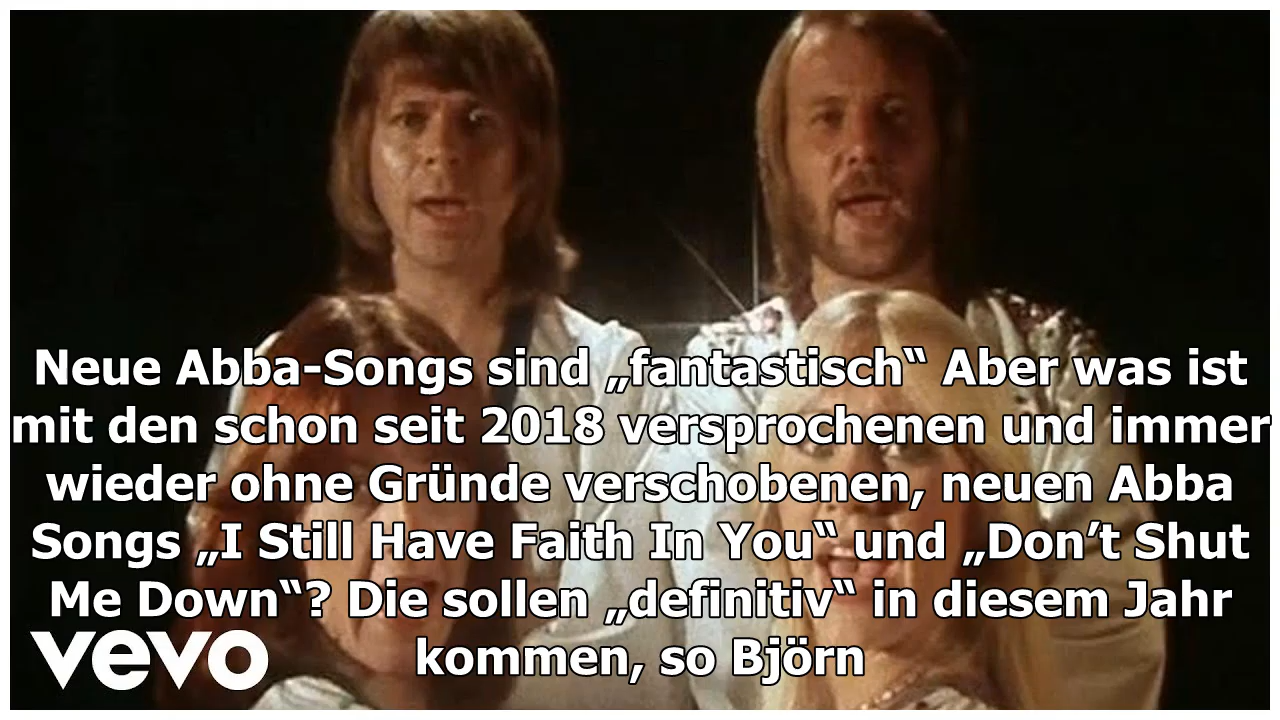 Neue Abba-Songs sind „fantastisch“ Aber was ist
mit den schon seit 2018 versprochenen und immer
wieder ohne Gründe verschobenen, neuen Abba
Songs „I Still Have Faith In You“ und „Don’t Shut
Me Down“? Die sollen „definitiv“ in diesem Jahr
kommen, so Björn
vevo